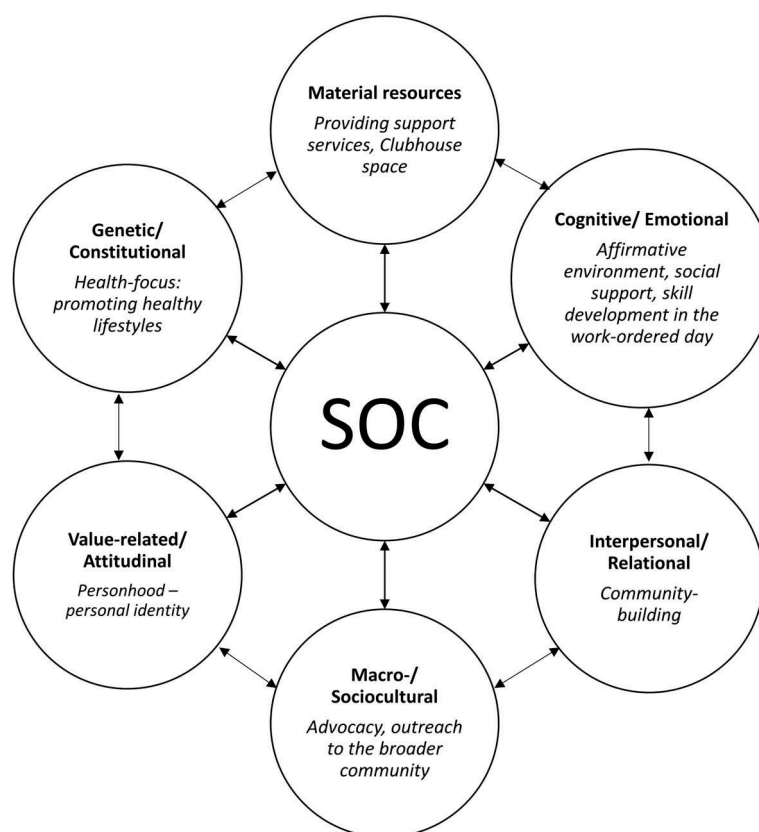 Material resources
Providing support
services, Clubhouse
space
Genetic/
Constitutional
Health-focus:
promoting healthy
lifestyles
Cognitive/ Emotional
Affirmative
environment, social
support, skill
development in the
work-ordered day
SOC
Value-related/
Attitudinal
Personhood –
personal identity
Interpersonal/
Relational
Community-
building
Macro-/
Sociocultural
Advocacy, outreach
to the broader
community